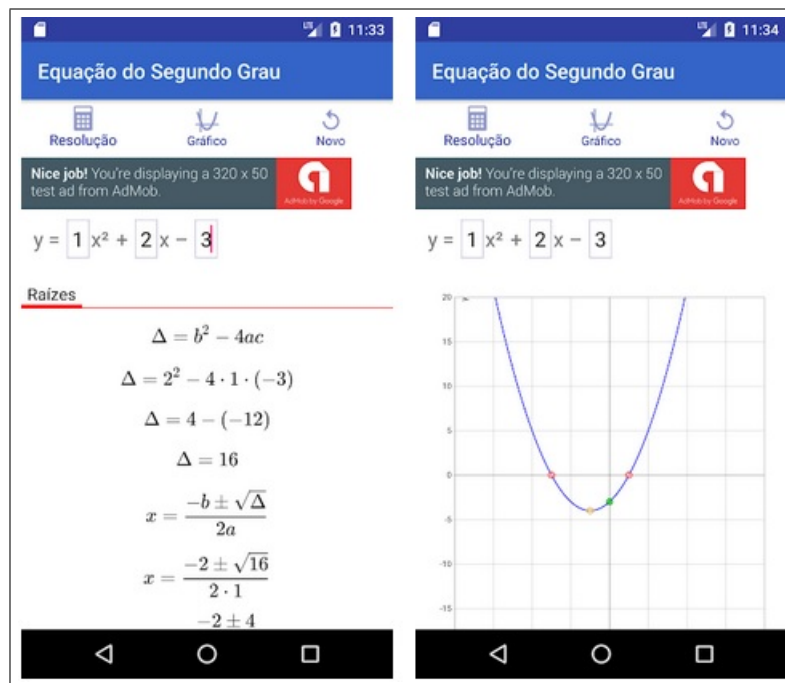 LTE 11:33
Equação do Segundo Grau
Resolução Gráfico Novo
Nice job! You're displaying a 320 x 50
test ad from AdMob.
AdMob by Google
y = 1 x² + 2 x − 3
Raízes
Δ = b² − 4ac
Δ = 2² − 4 · 1 · (−3)
Δ = 4 − (−12)
Δ = 16
x = (−b ± √Δ) / 2a
x = (−2 ± √16) / 2 · 1
−2 ± 4
LTE 11:34
Equação do Segundo Grau
Resolução Gráfico Novo
Nice job! You're displaying a 320 x 50
test ad from AdMob.
AdMob by Google
y = 1 x² + 2 x − 3
20
15
10
5
0
-5
-10
-15